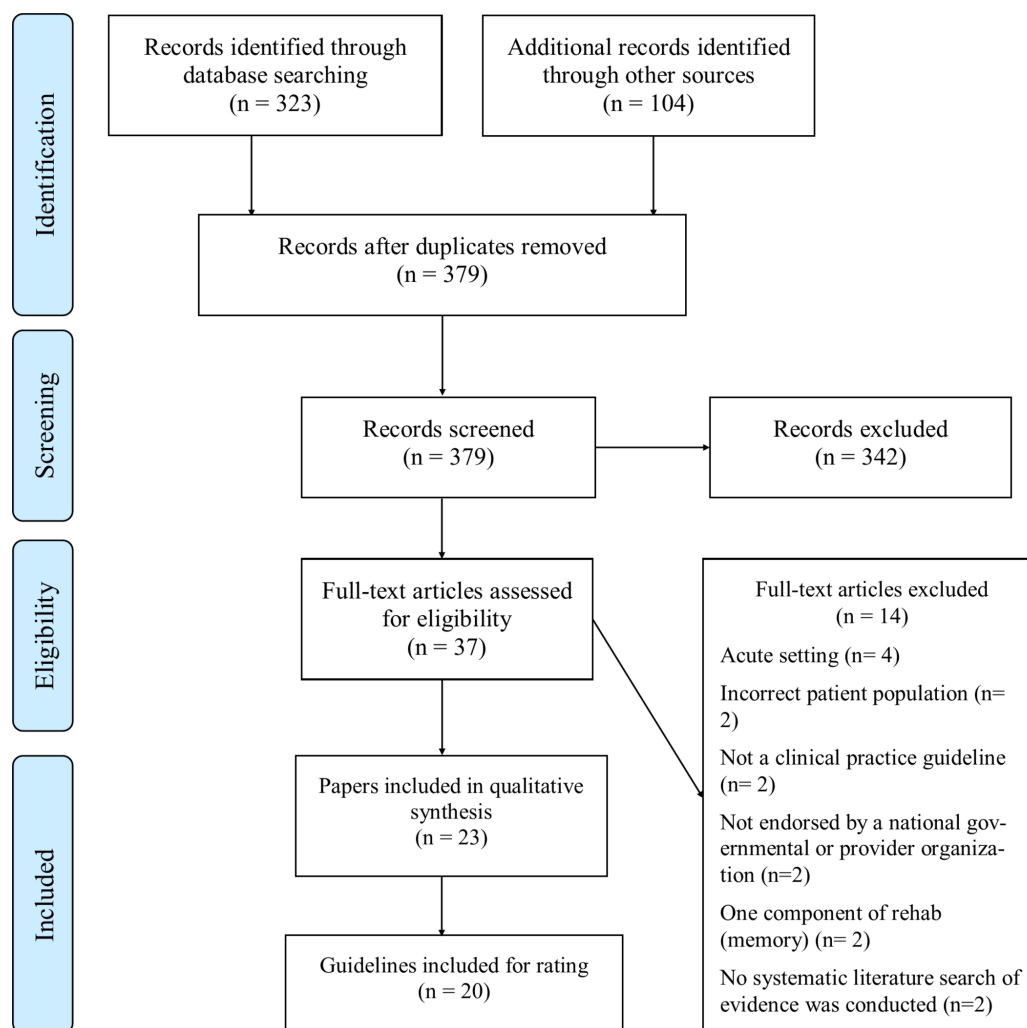 Identification
Records identified through
database searching
(n = 323)
Additional records identified
through other sources
(n = 104)
Records after duplicates removed
(n = 379)
Screening
Records screened
(n = 379)
Records excluded
(n = 342)
Eligibility
Full-text articles assessed
for eligibility
(n = 37)
Full-text articles excluded
(n = 14)
Acute setting (n= 4)
Incorrect patient population (n=
2)
Not a clinical practice guideline
(n= 2)
Not endorsed by a national gov-
ernmental or provider organiza-
tion (n=2)
One component of rehab
(memory) (n= 2)
No systematic literature search of
evidence was conducted (n=2)
Included
Papers included in qualitative
synthesis
(n = 23)
Guidelines included for rating
(n = 20)